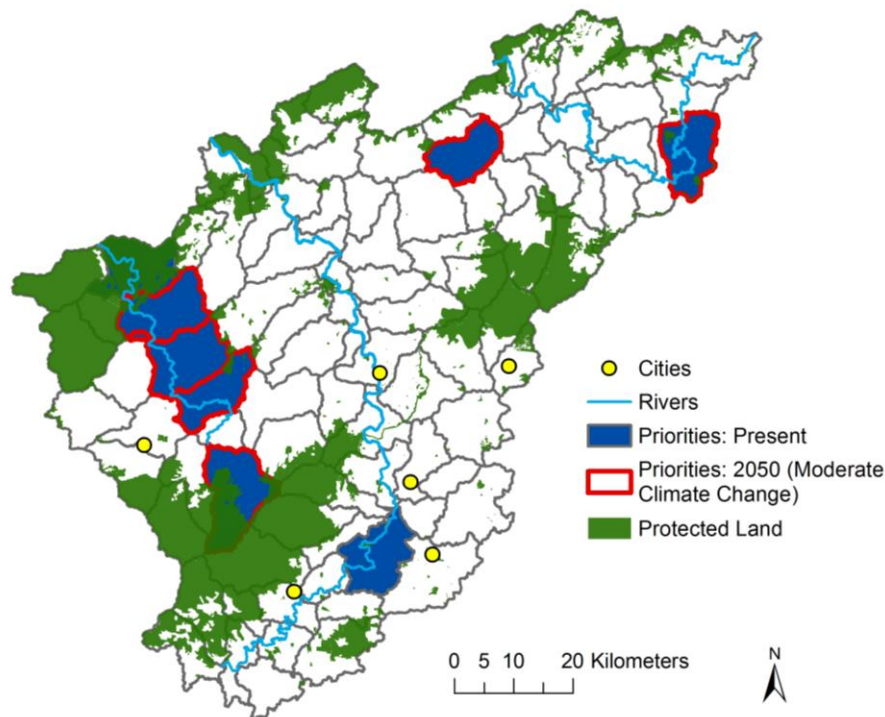 Cities
Rivers
Priorities: Present
Priorities: 2050 (Moderate
Climate Change)
Protected Land
0 5 10 20 Kilometers
N